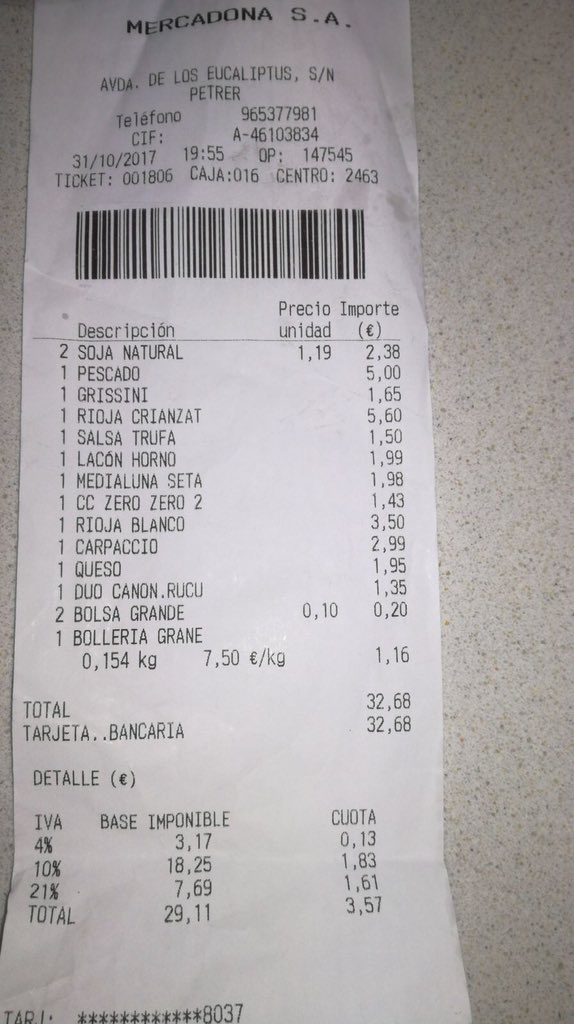 MERCADONA S.A.
AVDA. DE LOS EUCALIPTUS, S/N
PETRER
Teléfono 965377981
CIF: A-46103834
31/10/2017 19:55 OP: 147545
TICKET: 001806 CAJA:016 CENTRO: 2463
Precio Importe
Descripción unidad (€)
2 SOJA NATURAL 1,19 2,38
1 PESCADO 5,00
1 GRISSINI 1,65
1 RIOJA CRIANZAT 5,60
1 SALSA TRUFA 1,50
1 LACÓN HORNO 1,99
1 MEDIALUNA SETA 1,98
1 CC ZERO ZERO 2 1,43
1 RIOJA BLANCO 3,50
1 CARPACCIO 2,99
1 QUESO 1,95
1 DUO CANON.RUCU 1,35
2 BOLSA GRANDE 0,10 0,20
1 BOLLERIA GRANE
0,154 kg 7,50 €/kg 1,16
TOTAL 32,68
TARJETA..BANCARIA 32,68
DETALLE (€)
IVA BASE IMPONIBLE CUOTA
4% 3,17 0,13
10% 18,25 1,83
21% 7,69 1,61
TOTAL 29,11 3,57
TARJ: ************8037